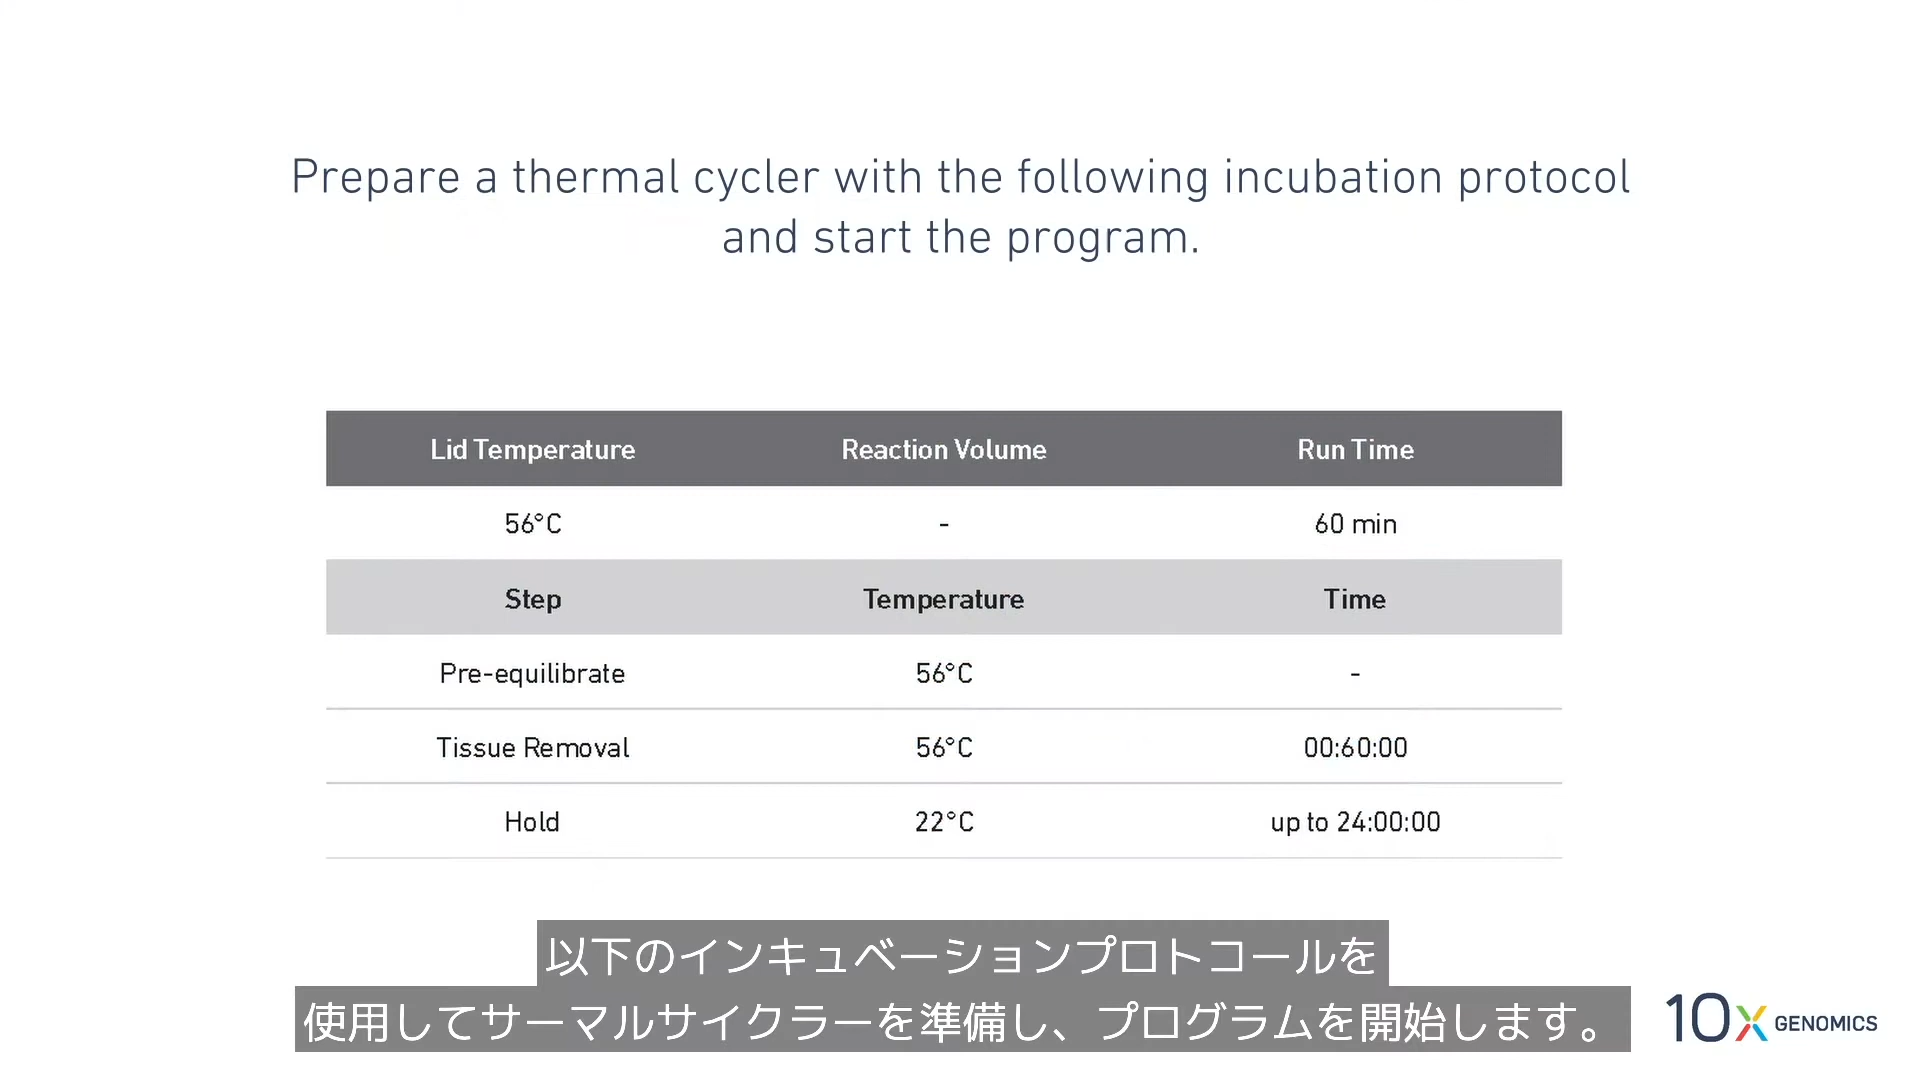 Prepare a thermal cycler with the following incubation protocol
and start the program.
Lid Temperature Reaction Volume Run Time
56°C - 60 min
Step Temperature Time
Pre-equilibrate 56°C -
Tissue Removal 56°C 00:60:00
Hold 22°C up to 24:00:00
以下のインキュベーションプロトコールを
使用してサーマルサイクラーを準備し、プログラムを開始します。
10x GENOMICS